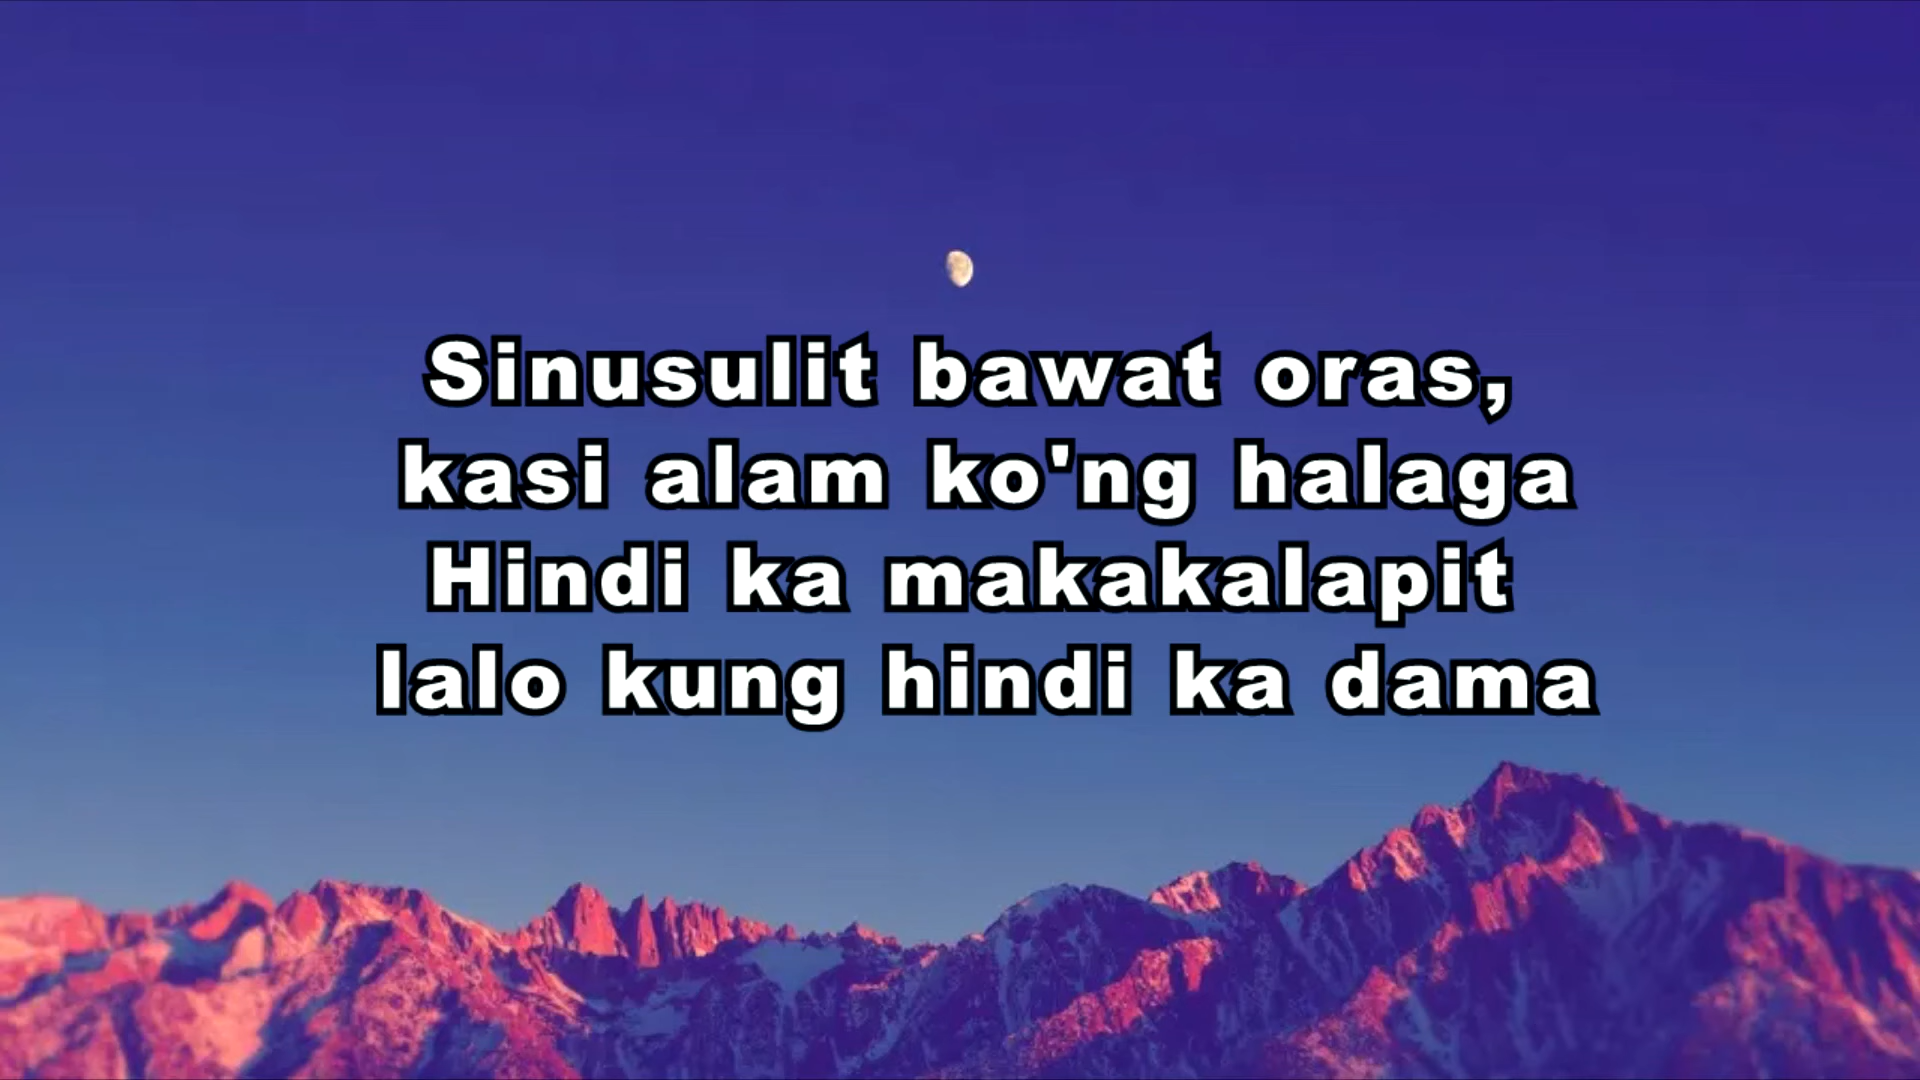 Sinusulit bawat oras,
kasi alam ko'ng halaga
Hindi ka makakalapit
lalo kung hindi ka dama